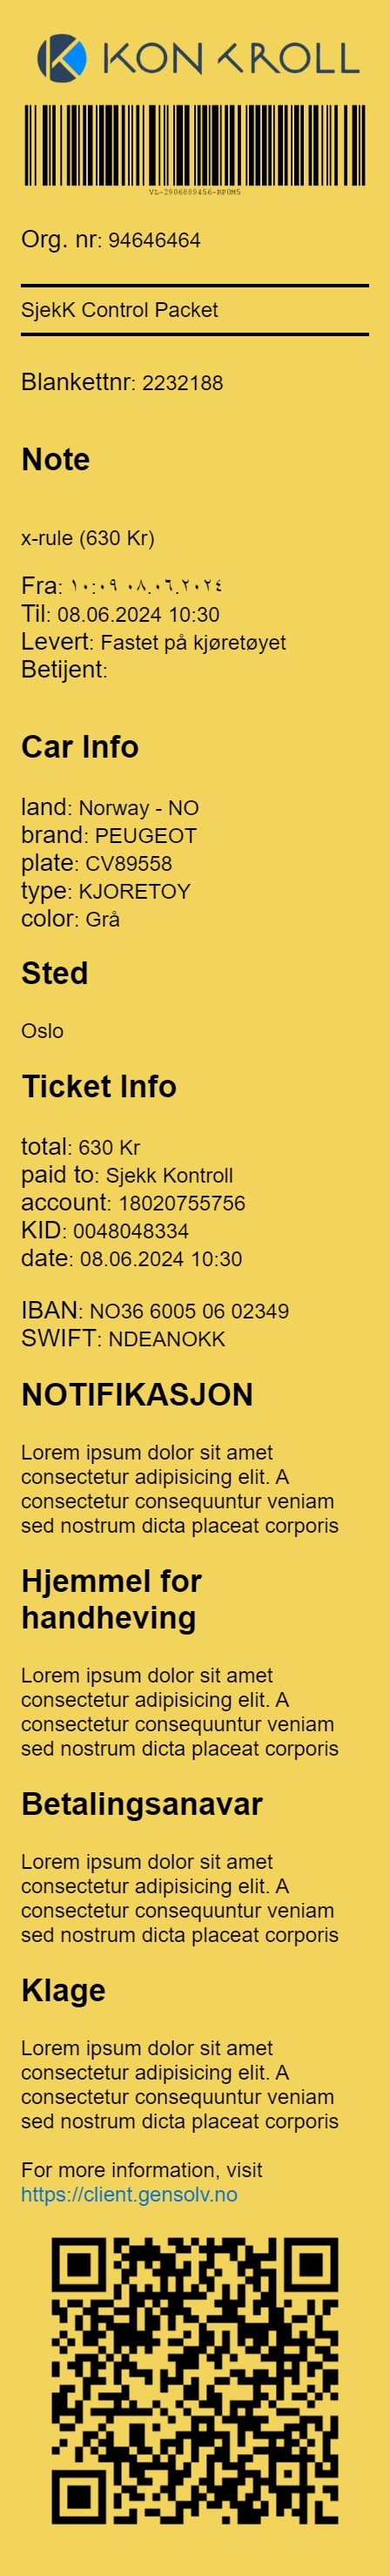 KONTROLL
VL-2906889456-RP0M5
Org. nr: 94646464
SjekK Control Packet
Blankettnr: 2232188
Note
x-rule (630 Kr)
Fra: ١٠:٠٩ ٠٨.٠٦.٢٠٢٤
Til: 08.06.2024 10:30
Levert: Fastet på kjøretøyet
Betijent:
Car Info
land: Norway - NO
brand: PEUGEOT
plate: CV89558
type: KJORETOY
color: Grå
Sted
Oslo
Ticket Info
total: 630 Kr
paid to: Sjekk Kontroll
account: 18020755756
KID: 0048048334
date: 08.06.2024 10:30
IBAN: NO36 6005 06 02349
SWIFT: NDEANOKK
NOTIFIKASJON
Lorem ipsum dolor sit amet
consectetur adipisicing elit. A
consectetur consequuntur veniam
sed nostrum dicta placeat corporis
Hjemmel for
handheving
Lorem ipsum dolor sit amet
consectetur adipisicing elit. A
consectetur consequuntur veniam
sed nostrum dicta placeat corporis
Betalingsanavar
Lorem ipsum dolor sit amet
consectetur adipisicing elit. A
consectetur consequuntur veniam
sed nostrum dicta placeat corporis
Klage
Lorem ipsum dolor sit amet
consectetur adipisicing elit. A
consectetur consequuntur veniam
sed nostrum dicta placeat corporis
For more information, visit
https://client.gensolv.no